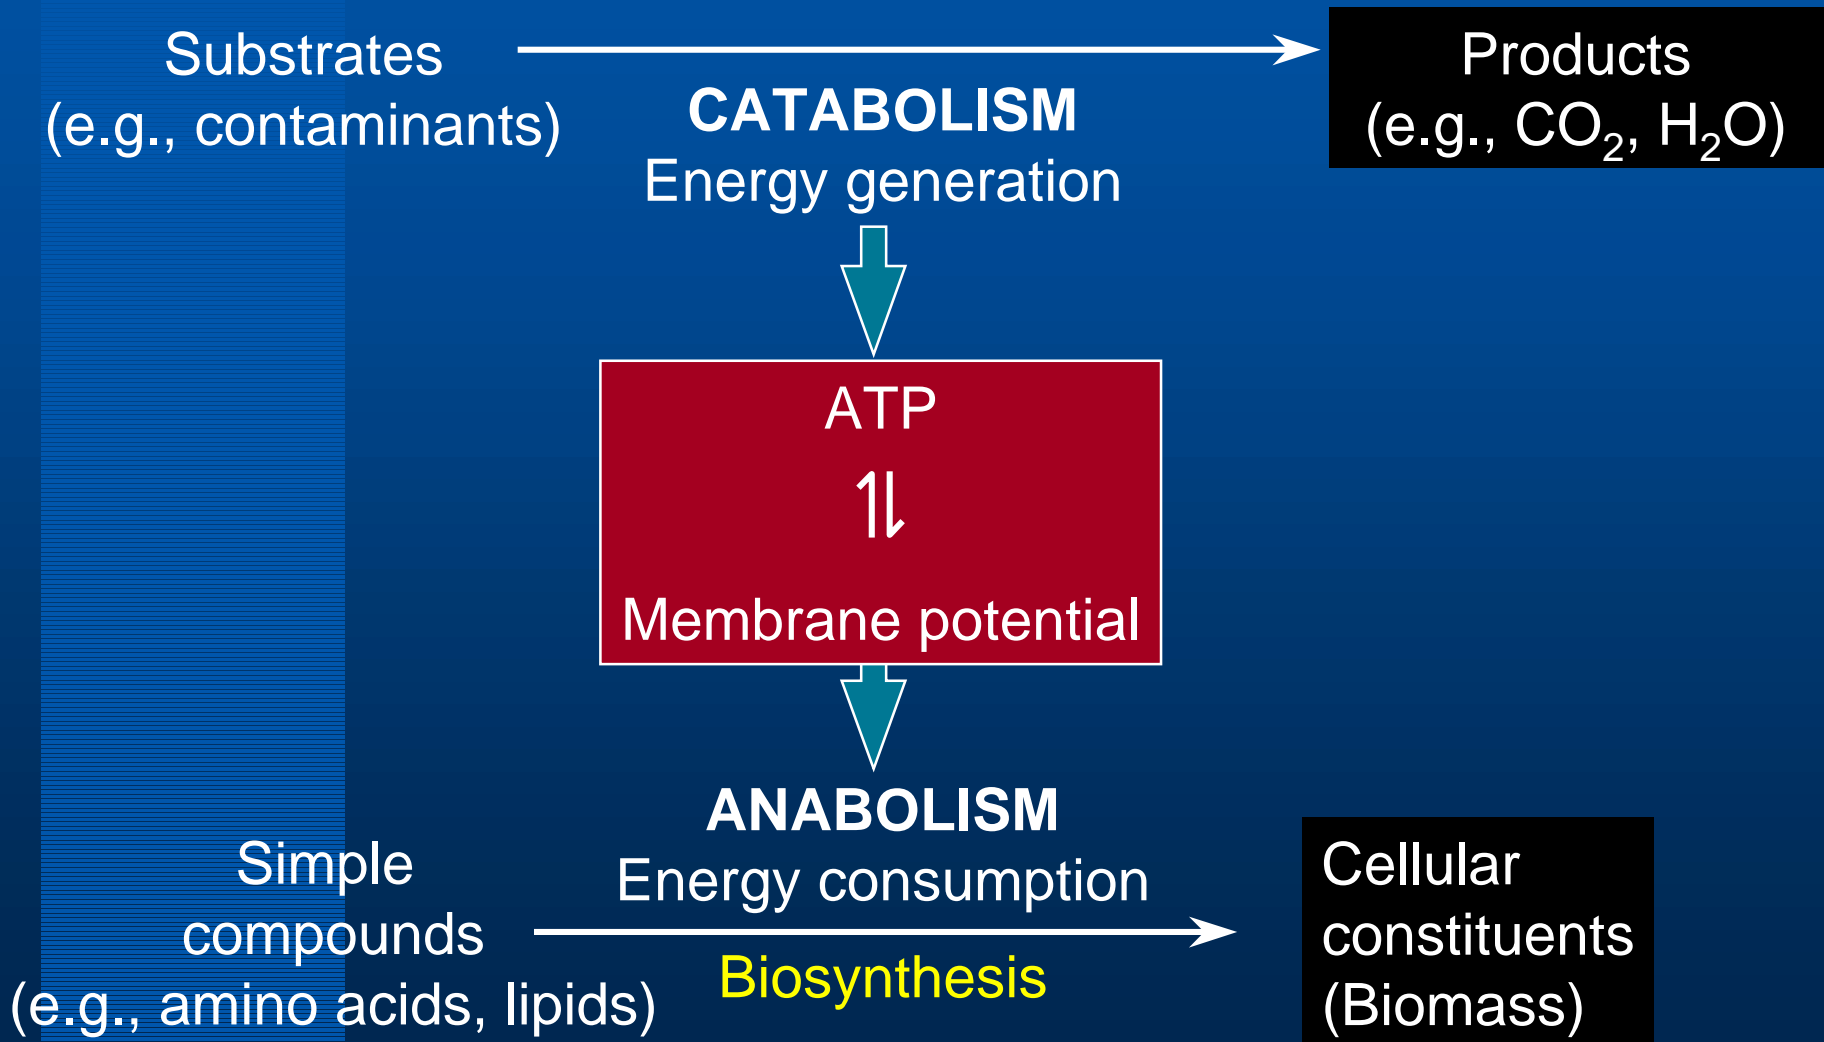 Substrates
(e.g., contaminants)
CATABOLISM
Energy generation
Products
(e.g., CO₂, H₂O)
ATP
⥮
Membrane potential
ANABOLISM
Energy consumption
Biosynthesis
Simple
compounds
(e.g., amino acids, lipids)
Cellular
constituents
(Biomass)